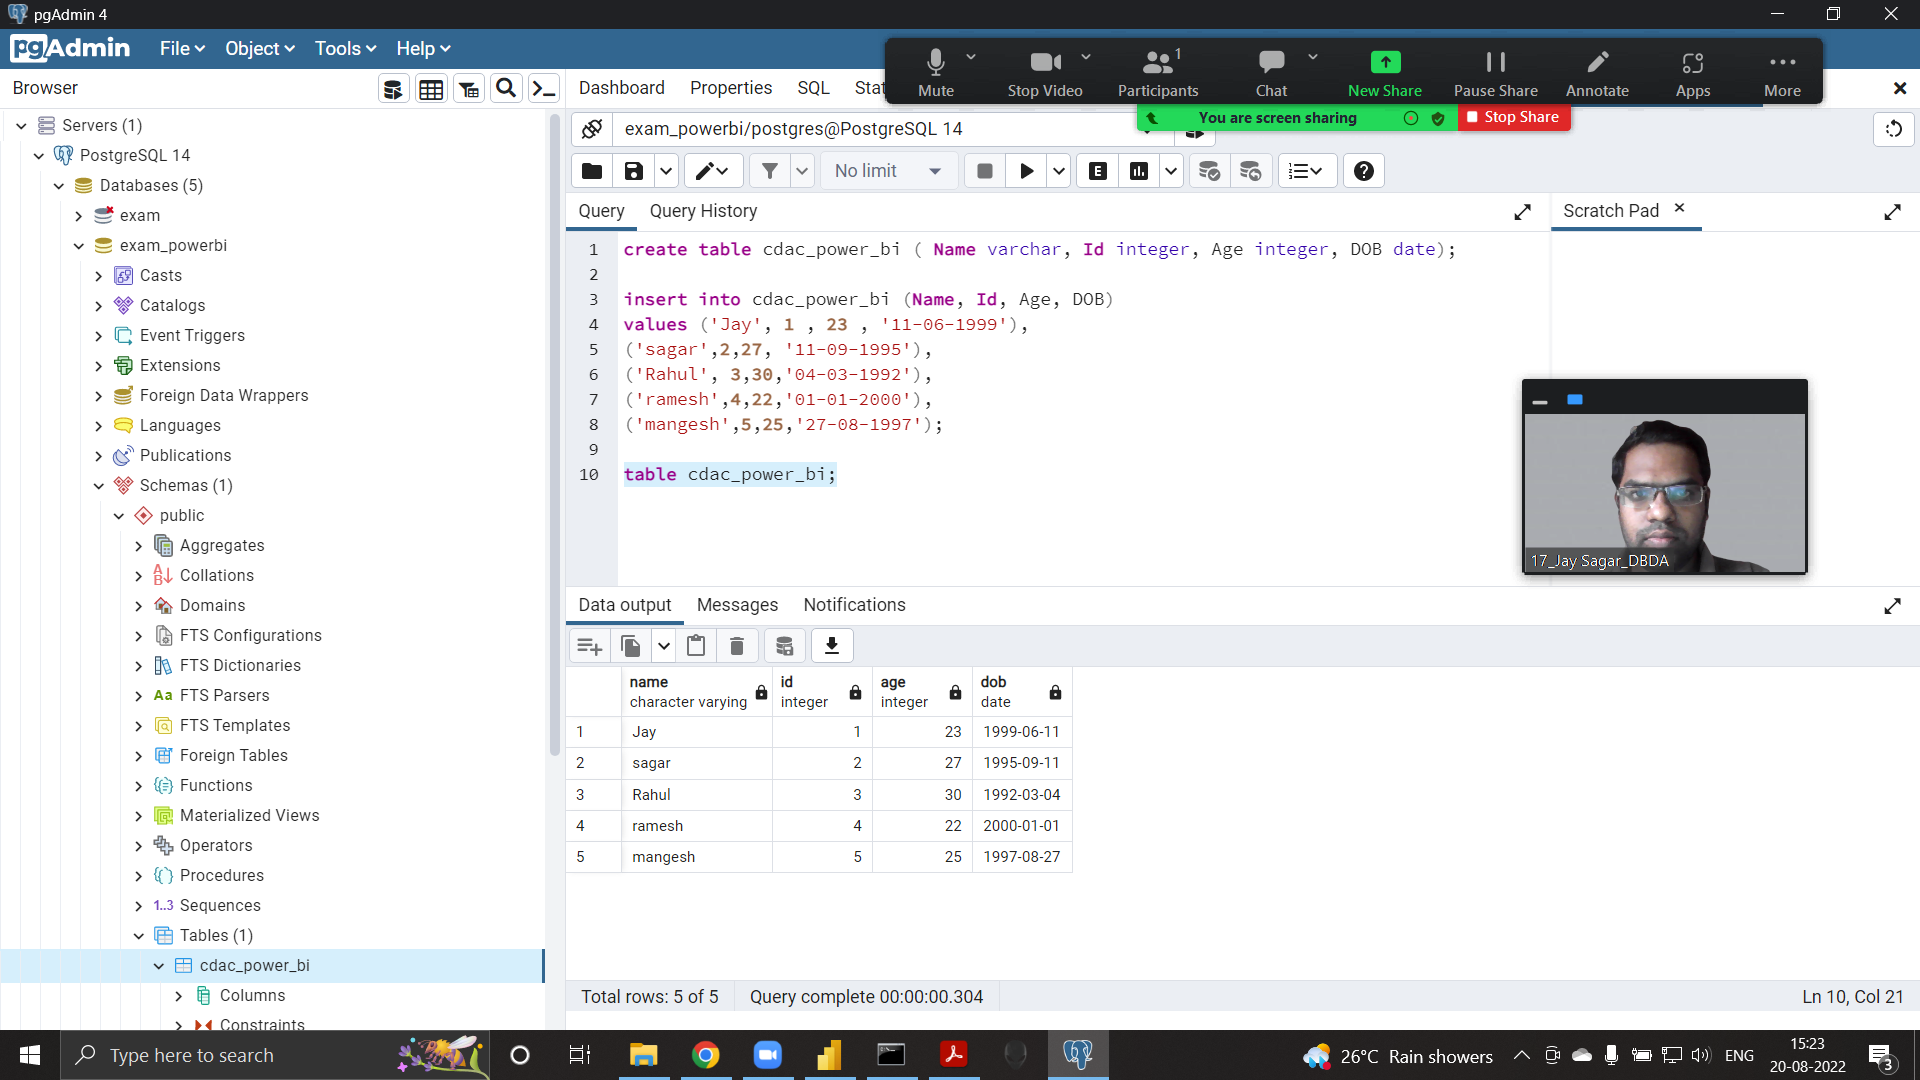 pgAdmin 4
pgAdmin File Object Tools Help
Mute Stop Video Participants 1 Chat New Share Pause Share Annotate Apps More
You are screen sharing Stop Share
Browser
Dashboard Properties SQL Stat
exam_powerbi/postgres@PostgreSQL 14
No limit
E
Servers (1)
PostgreSQL 14
Databases (5)
exam
exam_powerbi
Casts
Catalogs
Event Triggers
Extensions
Foreign Data Wrappers
Languages
Publications
Schemas (1)
public
Aggregates
Collations
Domains
FTS Configurations
FTS Dictionaries
Aa FTS Parsers
FTS Templates
Foreign Tables
Functions
Materialized Views
Operators
Procedures
1..3 Sequences
Tables (1)
cdac_power_bi
Columns
Constraints
Query Query History
Scratch Pad
1 create table cdac_power_bi ( Name varchar, Id integer, Age integer, DOB date);
2
3 insert into cdac_power_bi (Name, Id, Age, DOB)
4 values ('Jay', 1 , 23 , '11-06-1999'),
5 ('sagar',2,27, '11-09-1995'),
6 ('Rahul', 3,30,'04-03-1992'),
7 ('ramesh',4,22,'01-01-2000'),
8 ('mangesh',5,25,'27-08-1997');
9
10 table cdac_power_bi;
17_Jay Sagar_DBDA
Data output Messages Notifications
name id age dob
character varying integer integer date
1 Jay 1 23 1999-06-11
2 sagar 2 27 1995-09-11
3 Rahul 3 30 1992-03-04
4 ramesh 4 22 2000-01-01
5 mangesh 5 25 1997-08-27
Total rows: 5 of 5 Query complete 00:00:00.304 Ln 10, Col 21
Type here to search
26°C Rain showers ENG
15:23
20-08-2022
3